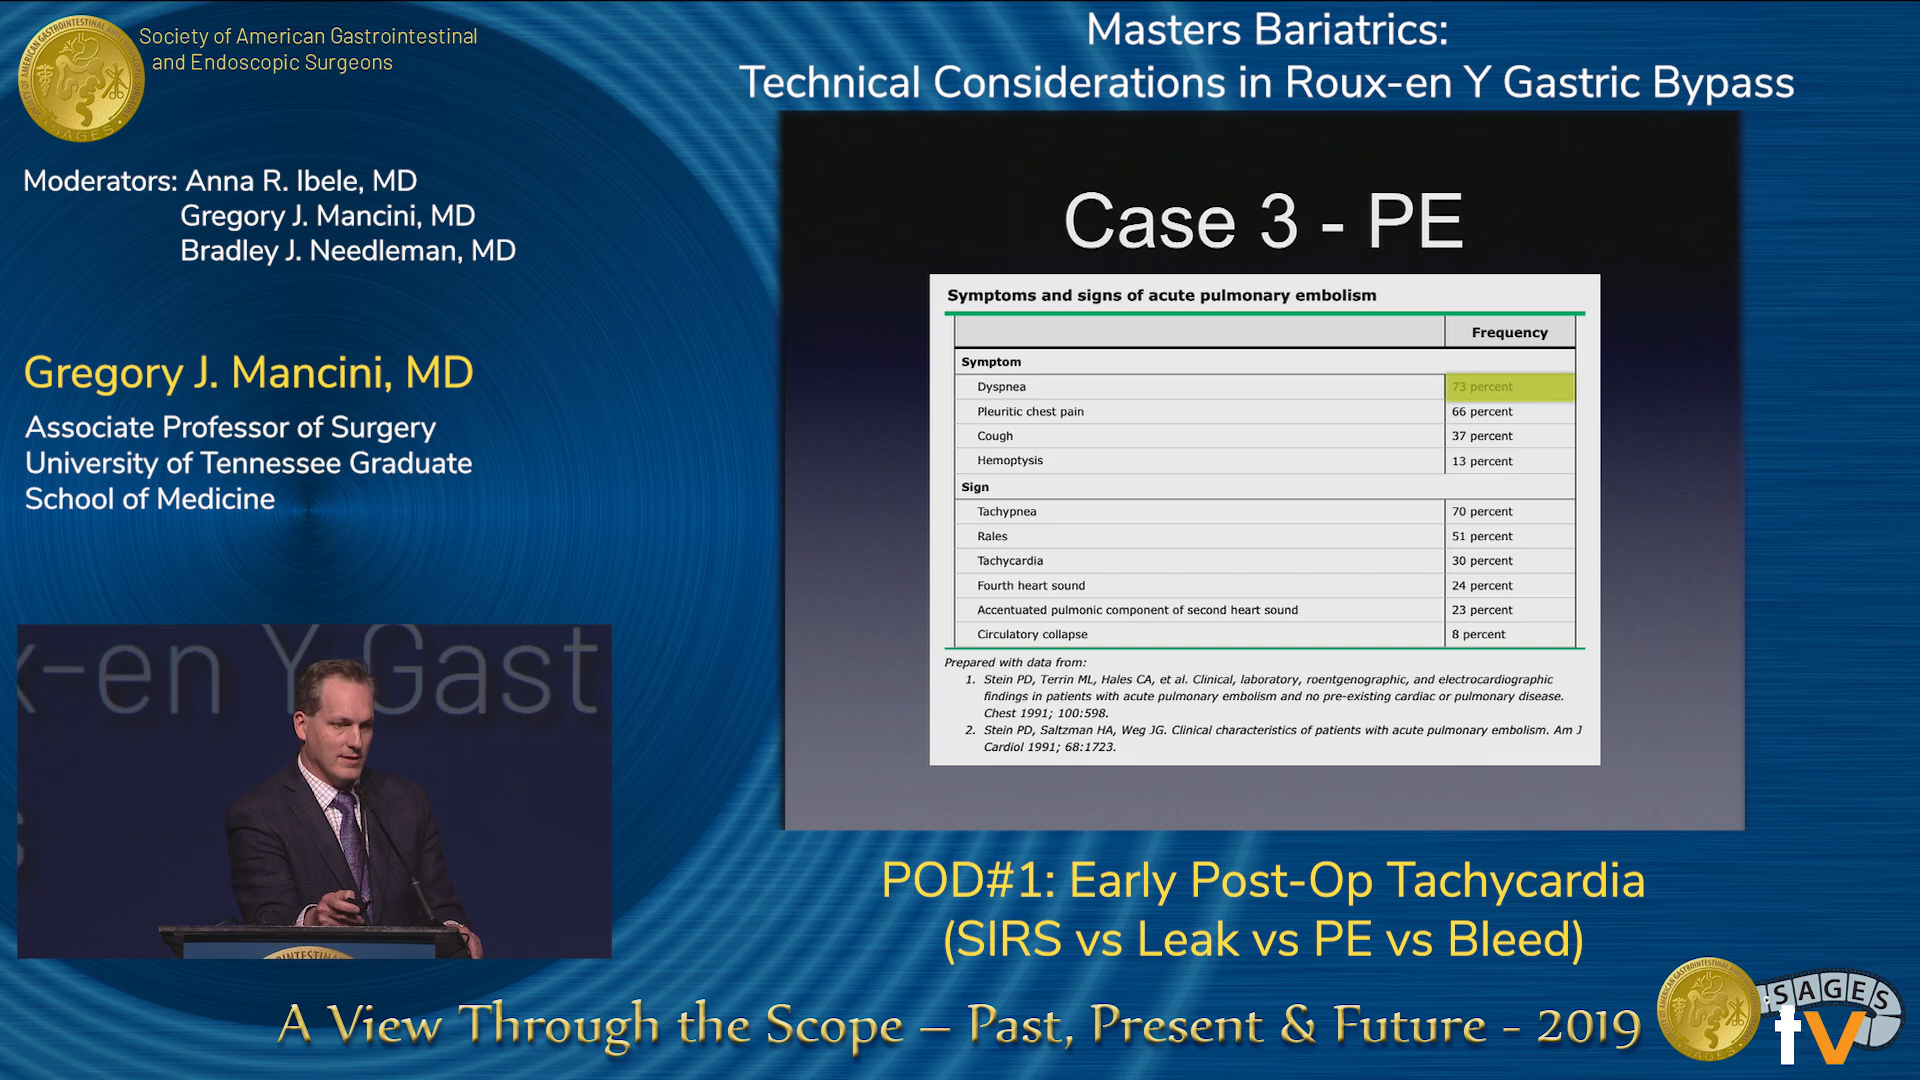 Society of American Gastrointestinal
and Endoscopic Surgeons
Masters Bariatrics:
Technical Considerations in Roux-en Y Gastric Bypass
Moderators: Anna R. Ibele, MD
Gregory J. Mancini, MD
Bradley J. Needleman, MD
Gregory J. Mancini, MD
Associate Professor of Surgery
University of Tennessee Graduate
School of Medicine
x-en Y Gast
Case 3 - PE
Symptoms and signs of acute pulmonary embolism
Frequency
Symptom
Dyspnea 73 percent
Pleuritic chest pain 66 percent
Cough 37 percent
Hemoptysis 13 percent
Sign
Tachypnea 70 percent
Rales 51 percent
Tachycardia 30 percent
Fourth heart sound 24 percent
Accentuated pulmonic component of second heart sound 23 percent
Circulatory collapse 8 percent
Prepared with data from:
1. Stein PD, Terrin ML, Hales CA, et al. Clinical, laboratory, roentgenographic, and electrocardiographic
findings in patients with acute pulmonary embolism and no pre-existing cardiac or pulmonary disease.
Chest 1991; 100:598.
2. Stein PD, Saltzman HA, Weg JG. Clinical characteristics of patients with acute pulmonary embolism. Am J
Cardiol 1991; 68:1723.
POD#1: Early Post-Op Tachycardia
(SIRS vs Leak vs PE vs Bleed)
A View Through the Scope – Past, Present & Future - 2019
SAGES
tv